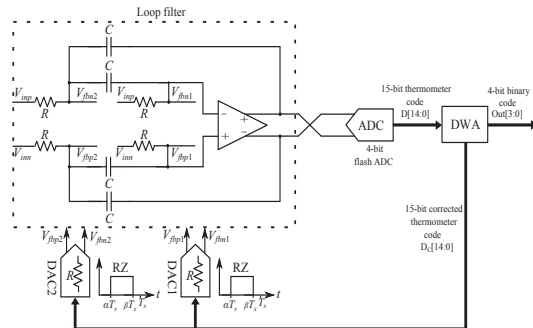 Loop filter
C
C
V_inp R V_fbn2 V_inp R V_fbn1
15-bit thermometer
code
D[14:0]
4-bit binary
code
Out[3:0]
- +
+ -
ADC
4-bit
flash ADC
DWA
V_inn R V_fbp2 V_inn R V_fbp1
C
C
15-bit corrected
thermometer
code
D_C[14:0]
V_fbp2 V_fbn2 V_fbp1 V_fbn1
DAC2 R RZ t
αT_s βT_s T_s
DAC1 R RZ t
αT_s βT_s T_s